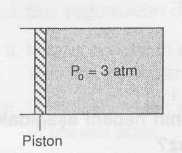 P₀ = 3 atm
Piston